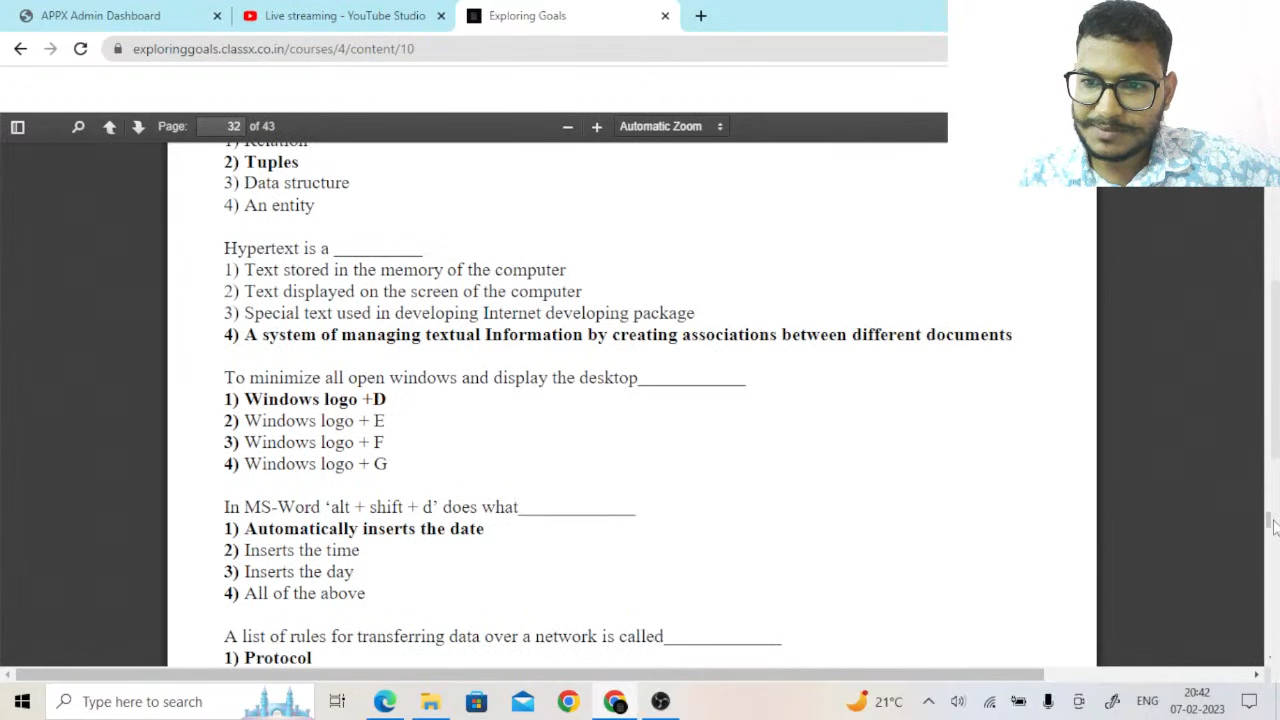 APPX Admin Dashboard
Live streaming - YouTube Studio
Exploring Goals
exploringgoals.classx.co.in/courses/4/content/10
Page: 32 of 43
Automatic Zoom
1) Relation
2) Tuples
3) Data structure
4) An entity
Hypertext is a __________
1) Text stored in the memory of the computer
2) Text displayed on the screen of the computer
3) Special text used in developing Internet developing package
4) A system of managing textual Information by creating associations between different documents
To minimize all open windows and display the desktop____________
1) Windows logo +D
2) Windows logo + E
3) Windows logo + F
4) Windows logo + G
In MS-Word ‘alt + shift + d’ does what_____________
1) Automatically inserts the date
2) Inserts the time
3) Inserts the day
4) All of the above
A list of rules for transferring data over a network is called_____________
1) Protocol
Type here to search
21°C
ENG
20:42
07-02-2023